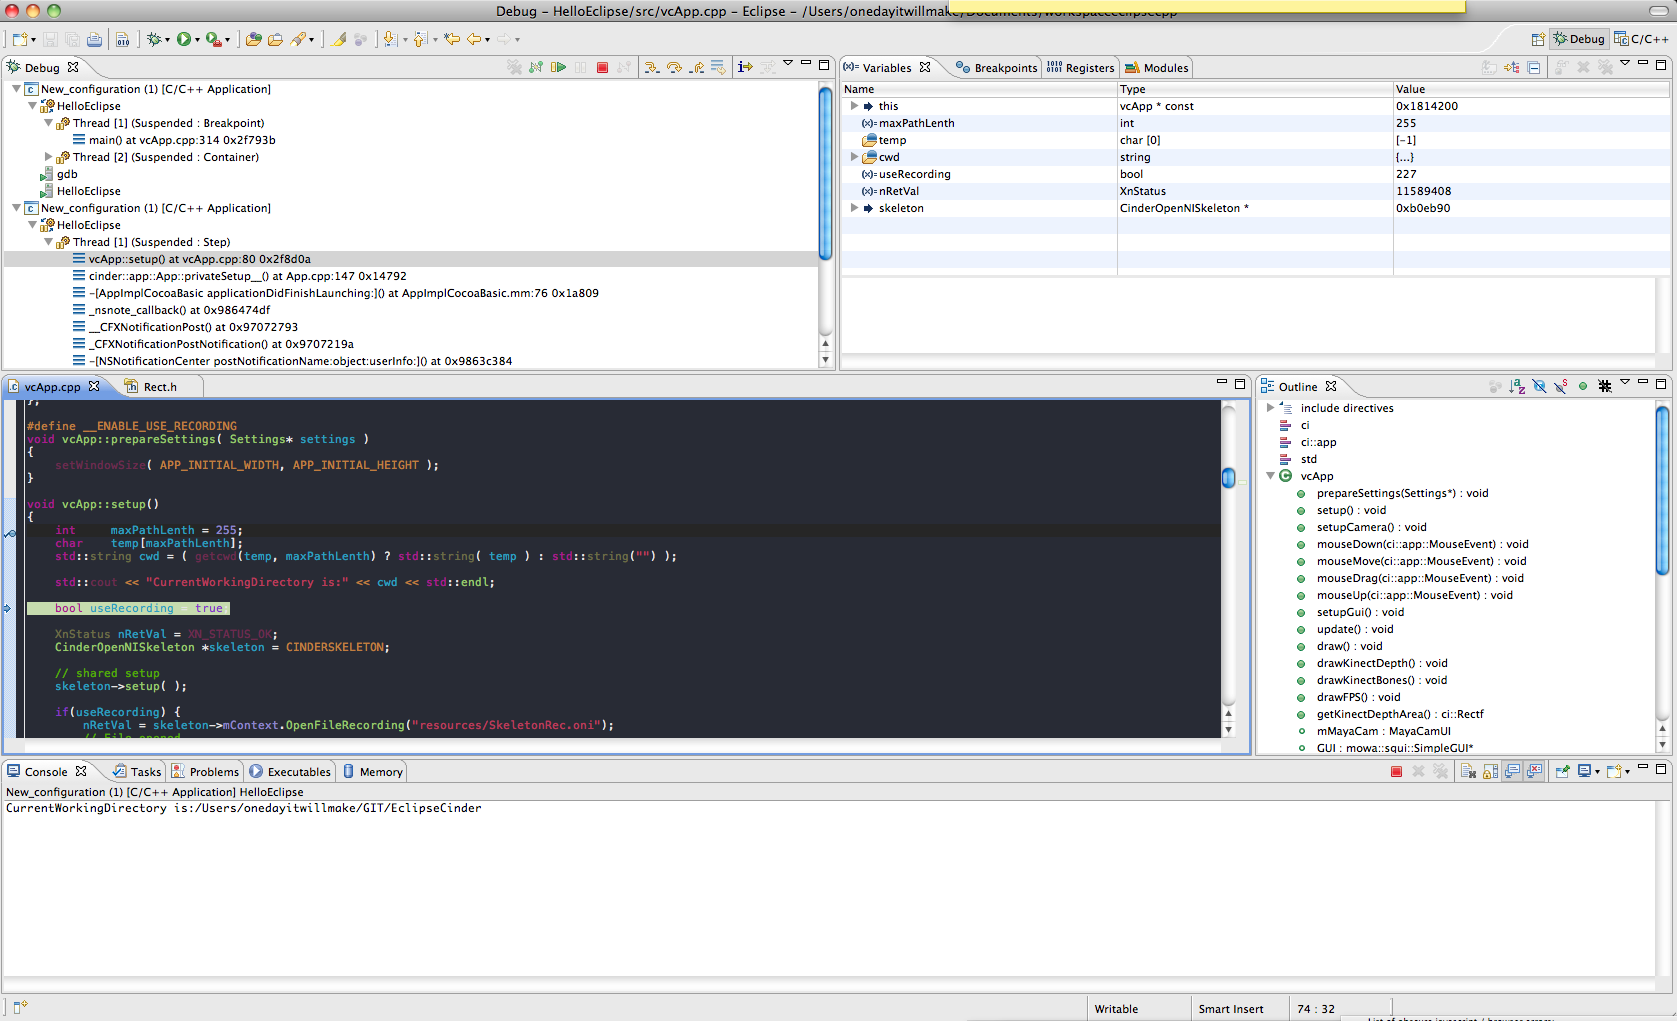 Debug - HelloEclipse/src/vcApp.cpp - Eclipse - /Users/onedayitwillmake/Documents/workspaceeclipsecpp
Debug
C/C++
Debug
New_configuration (1) [C/C++ Application]
HelloEclipse
Thread [1] (Suspended : Breakpoint)
main() at vcApp.cpp:314 0x2f793b
Thread [2] (Suspended : Container)
gdb
HelloEclipse
New_configuration (1) [C/C++ Application]
HelloEclipse
Thread [1] (Suspended : Step)
vcApp::setup() at vcApp.cpp:80 0x2f8d0a
cinder::app::App::privateSetup__() at App.cpp:147 0x14792
-[AppImplCocoaBasic applicationDidFinishLaunching:]() at AppImplCocoaBasic.mm:76 0x1a809
_nsnote_callback() at 0x986474df
__CFXNotificationPost() at 0x97072793
_CFXNotificationPostNotification() at 0x9707219a
-[NSNotificationCenter postNotificationName:object:userInfo:]() at 0x9863c384
Variables
Breakpoints
Registers
Modules
Name Type Value
this vcApp * const 0x1814200
maxPathLenth int 255
temp char [0] [-1]
cwd string {...}
useRecording bool 227
nRetVal XnStatus 11589408
skeleton CinderOpenNISkeleton * 0xb0eb90
vcApp.cpp
Rect.h
};
#define __ENABLE_USE_RECORDING
void vcApp::prepareSettings( Settings* settings )
{
setWindowSize( APP_INITIAL_WIDTH, APP_INITIAL_HEIGHT );
}
void vcApp::setup()
{
int maxPathLenth = 255;
char temp[maxPathLenth];
std::string cwd = ( getcwd(temp, maxPathLenth) ? std::string( temp ) : std::string("") );
std::cout << "CurrentWorkingDirectory is:" << cwd << std::endl;
bool useRecording = true;
XnStatus nRetVal = XN_STATUS_OK;
CinderOpenNISkeleton *skeleton = CINDERSKELETON;
// shared setup
skeleton->setup( );
if(useRecording) {
nRetVal = skeleton->mContext.OpenFileRecording("resources/SkeletonRec.oni");
// File opened
Outline
include directives
ci
ci::app
std
vcApp
prepareSettings(Settings*) : void
setup() : void
setupCamera() : void
mouseDown(ci::app::MouseEvent) : void
mouseMove(ci::app::MouseEvent) : void
mouseDrag(ci::app::MouseEvent) : void
mouseUp(ci::app::MouseEvent) : void
setupGui() : void
update() : void
draw() : void
drawKinectDepth() : void
drawKinectBones() : void
drawFPS() : void
getKinectDepthArea() : ci::Rectf
mMayaCam : MayaCamUI
GUI : mowa::sgui::SimpleGUI*
Console
Tasks
Problems
Executables
Memory
New_configuration (1) [C/C++ Application] HelloEclipse
CurrentWorkingDirectory is:/Users/onedayitwillmake/GIT/EclipseCinder
Writable
Smart Insert
74 : 32